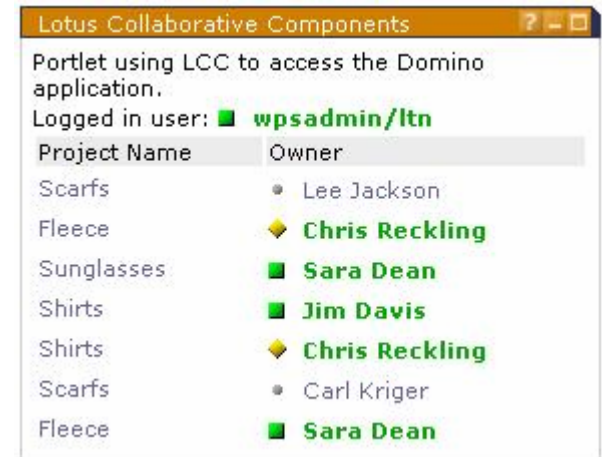 Lotus Collaborative Components ?
Portlet using LCC to access the Domino
application.
Logged in user: wpsadmin/ltn
Project Name Owner
Scarfs Lee Jackson
Fleece Chris Reckling
Sunglasses Sara Dean
Shirts Jim Davis
Shirts Chris Reckling
Scarfs Carl Kriger
Fleece Sara Dean